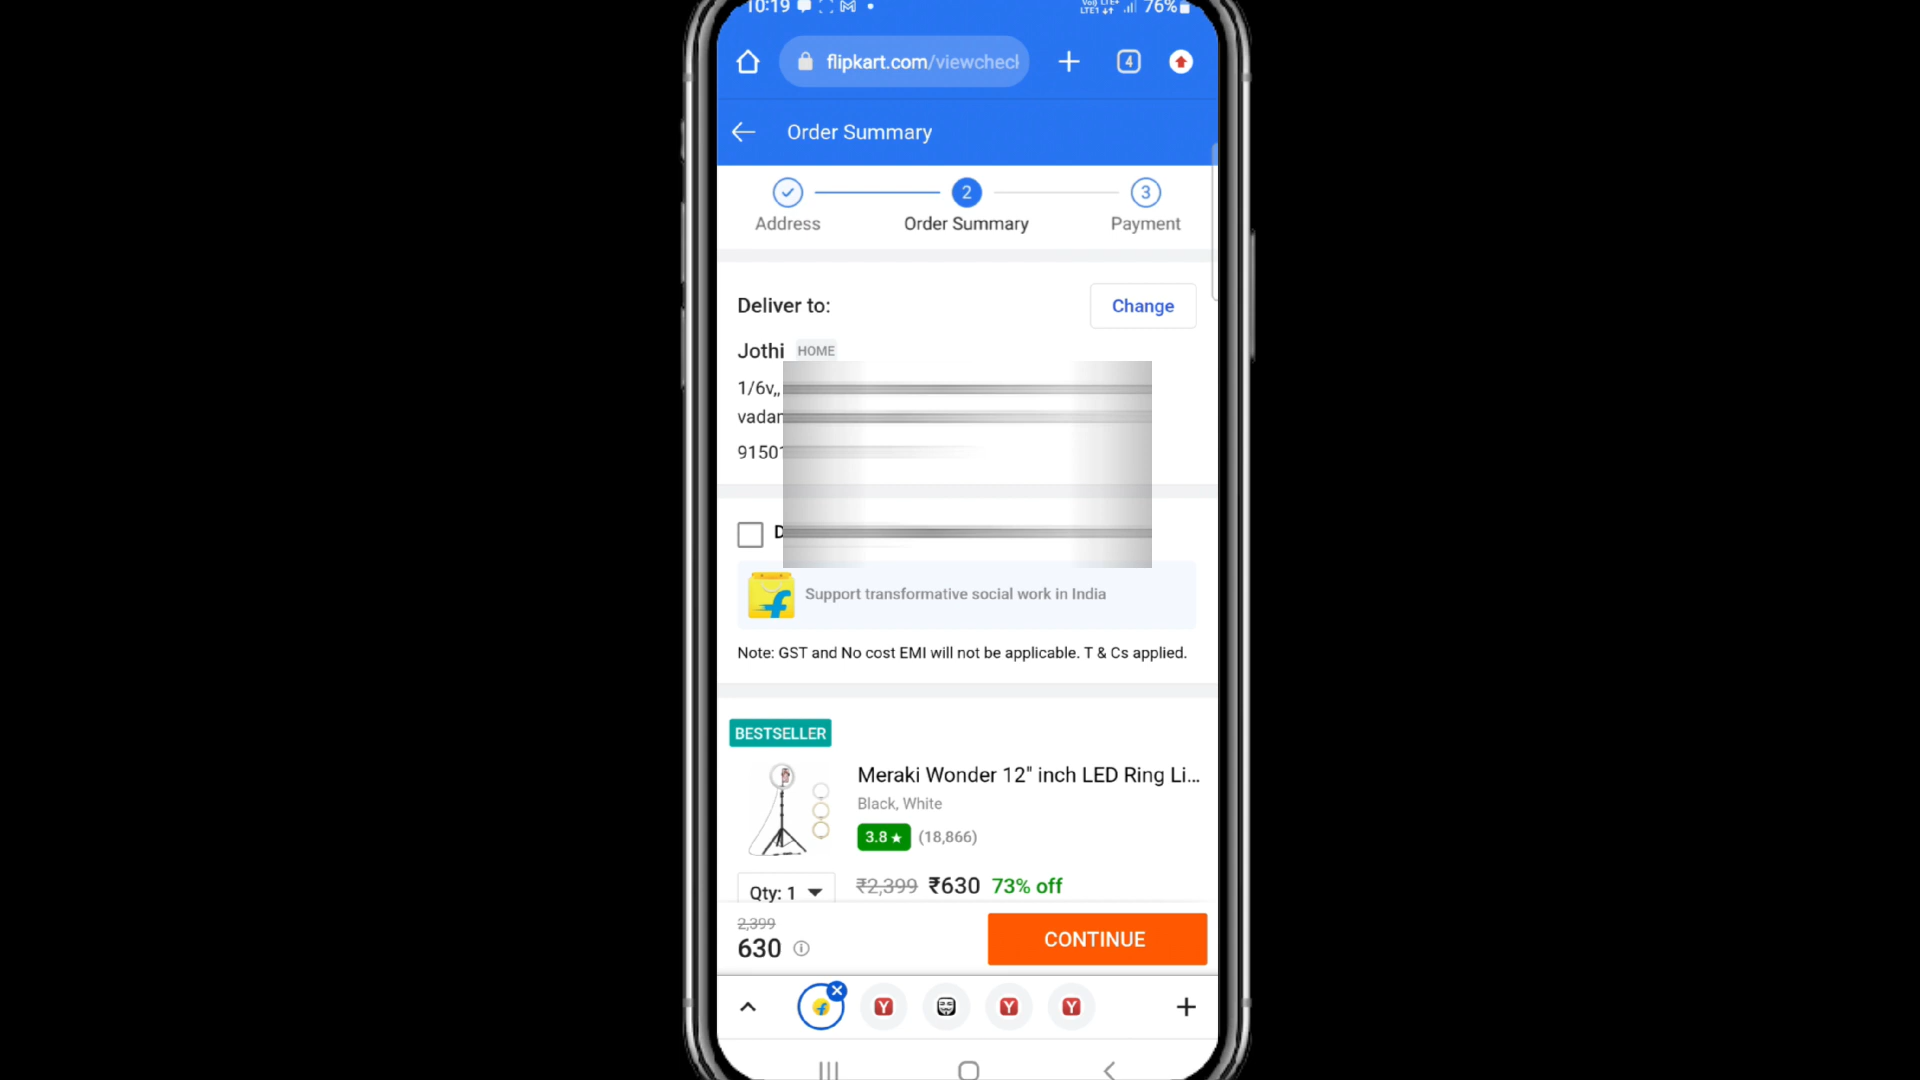 10:19
76%
flipkart.com/viewcheck
4
Order Summary
2
3
Address
Order Summary
Payment
Deliver to:
Change
Jothi
HOME
1/6v,,
Support transformative social work in India
Note: GST and No cost EMI will not be applicable. T & Cs applied.
BESTSELLER
Meraki Wonder 12" inch LED Ring Li...
Black, White
3.8★ (18,866)
Qty: 1
₹2,399 ₹630 73% off
2,399
630
CONTINUE